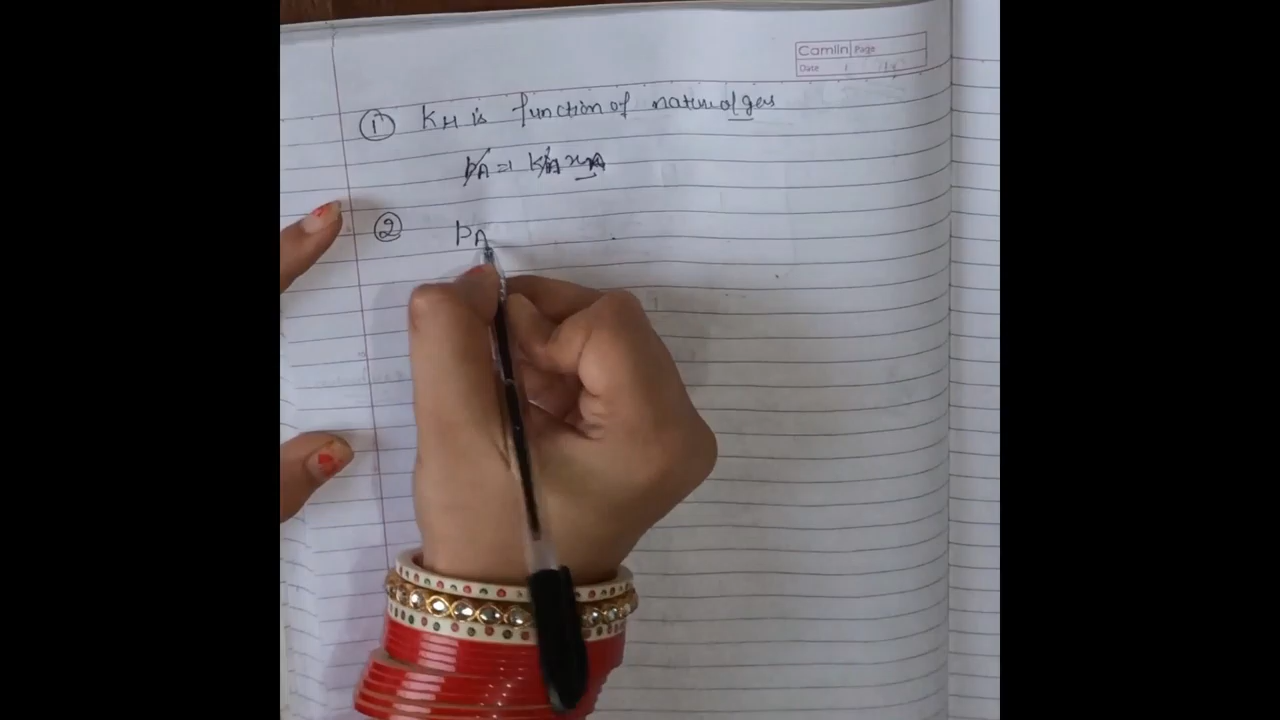 Camlin Page
Date
① KH is function of nature of gas
pA = KH xA
② pA